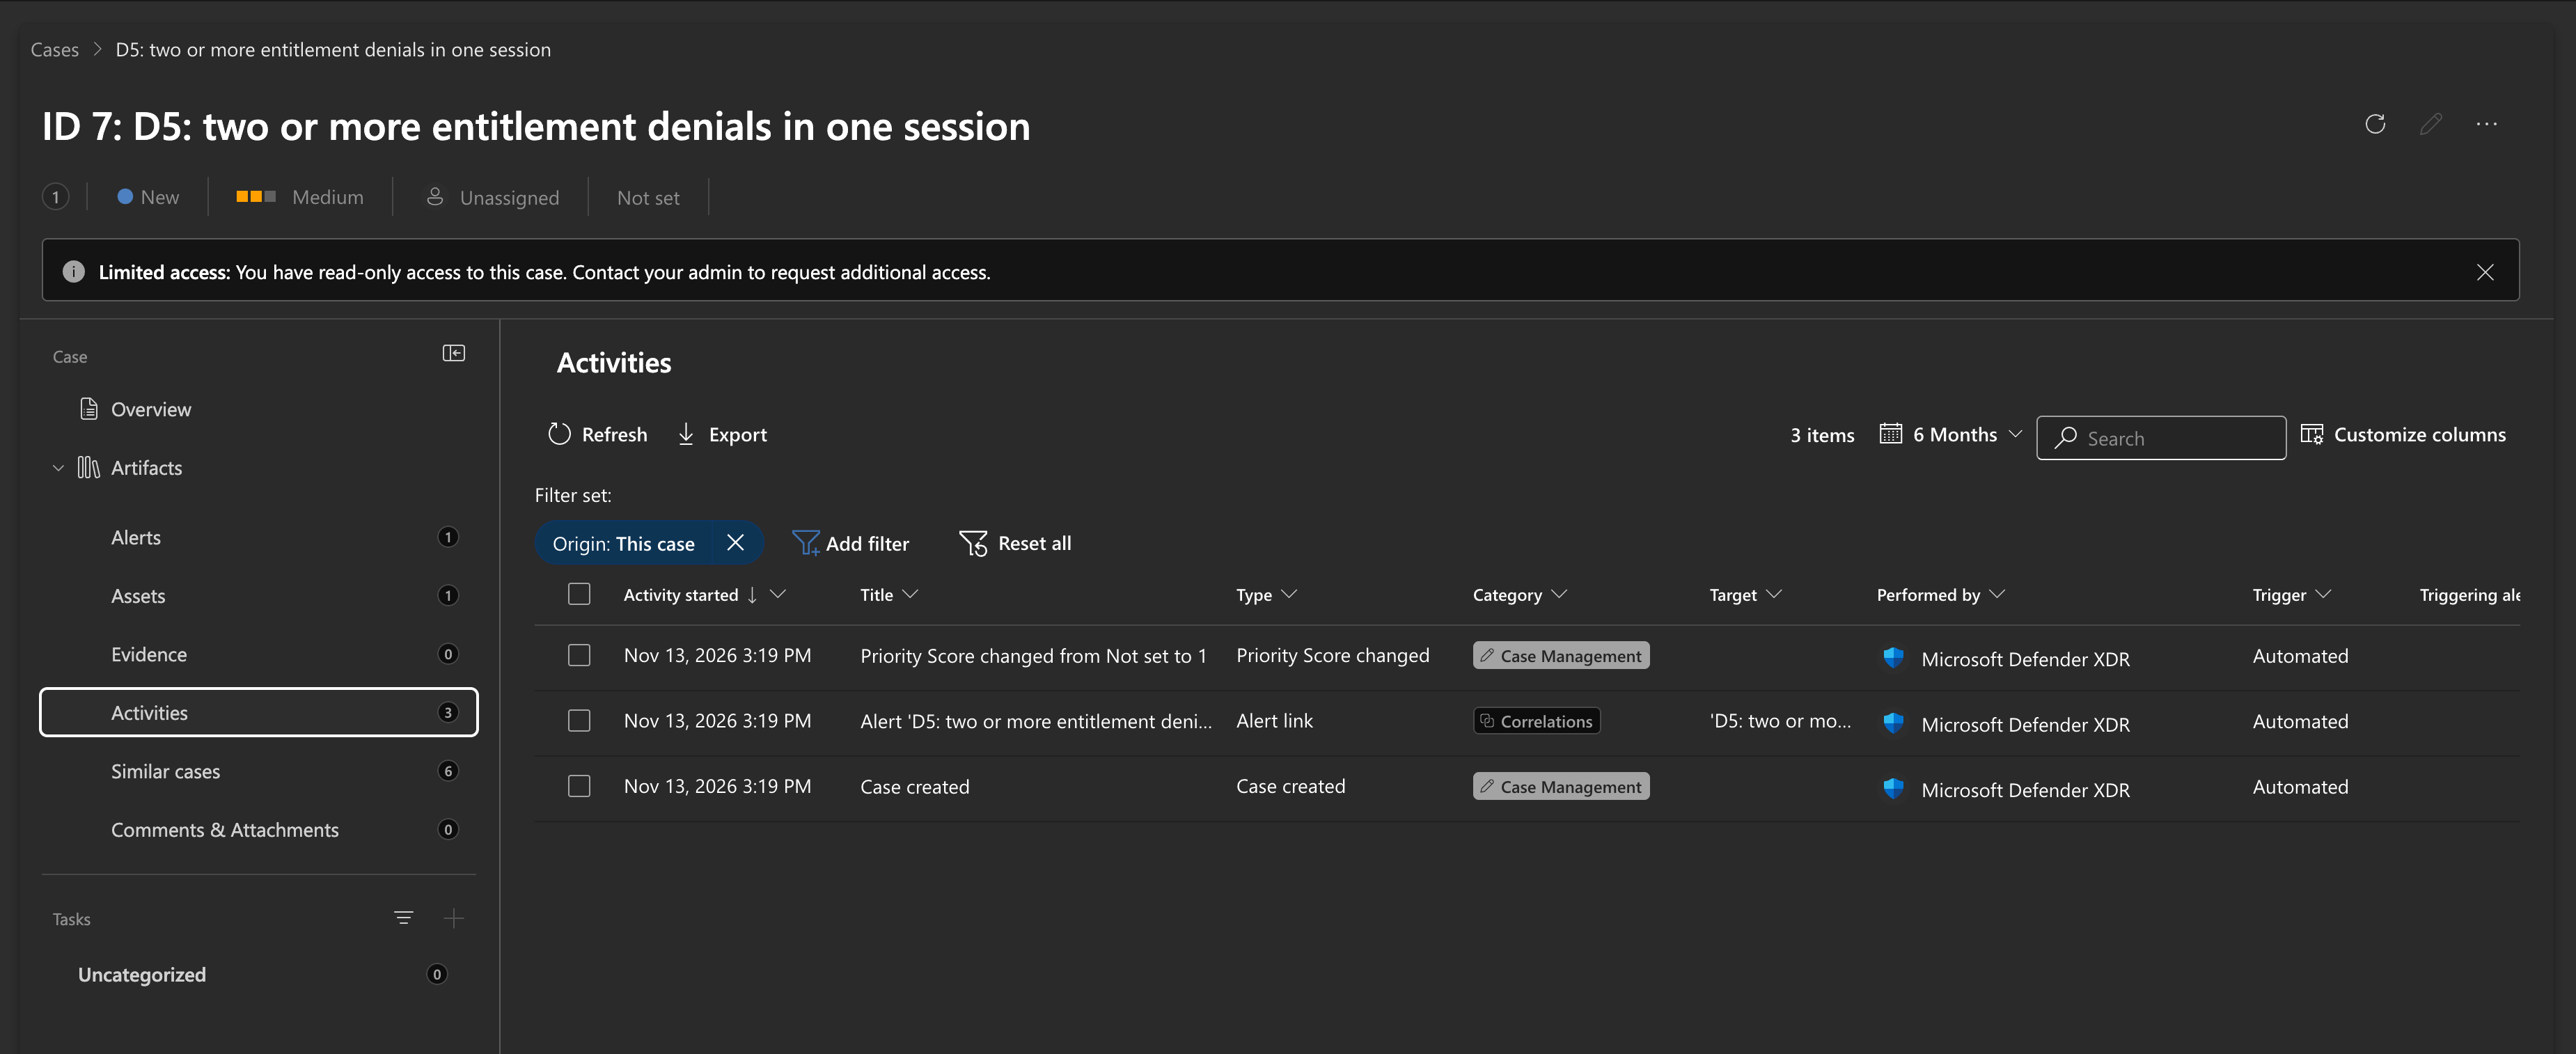 Cases > D5: two or more entitlement denials in one session
ID 7: D5: two or more entitlement denials in one session
1 New Medium Unassigned Not set
Limited access: You have read-only access to this case. Contact your admin to request additional access.
Case
Overview
Artifacts
Alerts 1
Assets 1
Evidence 0
Activities 3
Similar cases 6
Comments & Attachments 0
Tasks
Uncategorized 0
Activities
Refresh Export 3 items 6 Months Search Customize columns
Filter set:
Origin: This case Add filter Reset all
Activity started Title Type Category Target Performed by Trigger Triggering ale
Nov 13, 2026 3:19 PM Priority Score changed from Not set to 1 Priority Score changed Case Management Microsoft Defender XDR Automated
Nov 13, 2026 3:19 PM Alert 'D5: two or more entitlement deni... Alert link Correlations 'D5: two or mo... Microsoft Defender XDR Automated
Nov 13, 2026 3:19 PM Case created Case created Case Management Microsoft Defender XDR Automated